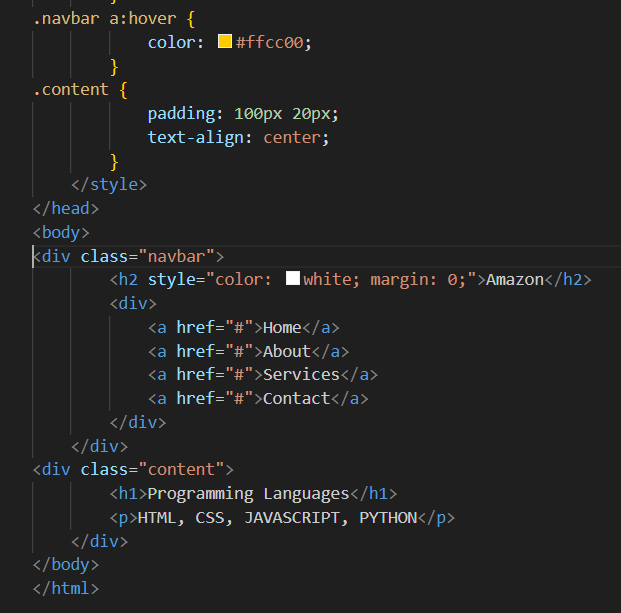 .navbar a:hover {
color: #ffcc00;
}
.content {
padding: 100px 20px;
text-align: center;
}
</style>
</head>
<body>
<div class="navbar">
<h2 style="color: white; margin: 0;">Amazon</h2>
<div>
<a href="#">Home</a>
<a href="#">About</a>
<a href="#">Services</a>
<a href="#">Contact</a>
</div>
</div>
<div class="content">
<h1>Programming Languages</h1>
<p>HTML, CSS, JAVASCRIPT, PYTHON</p>
</div>
</body>
</html>